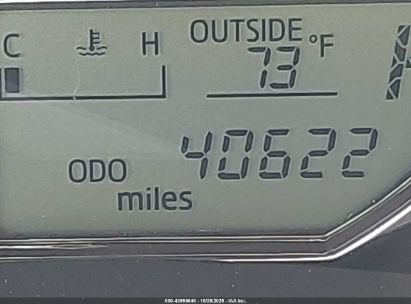 OUTSIDE
C H 73 °F
40622
ODO
miles